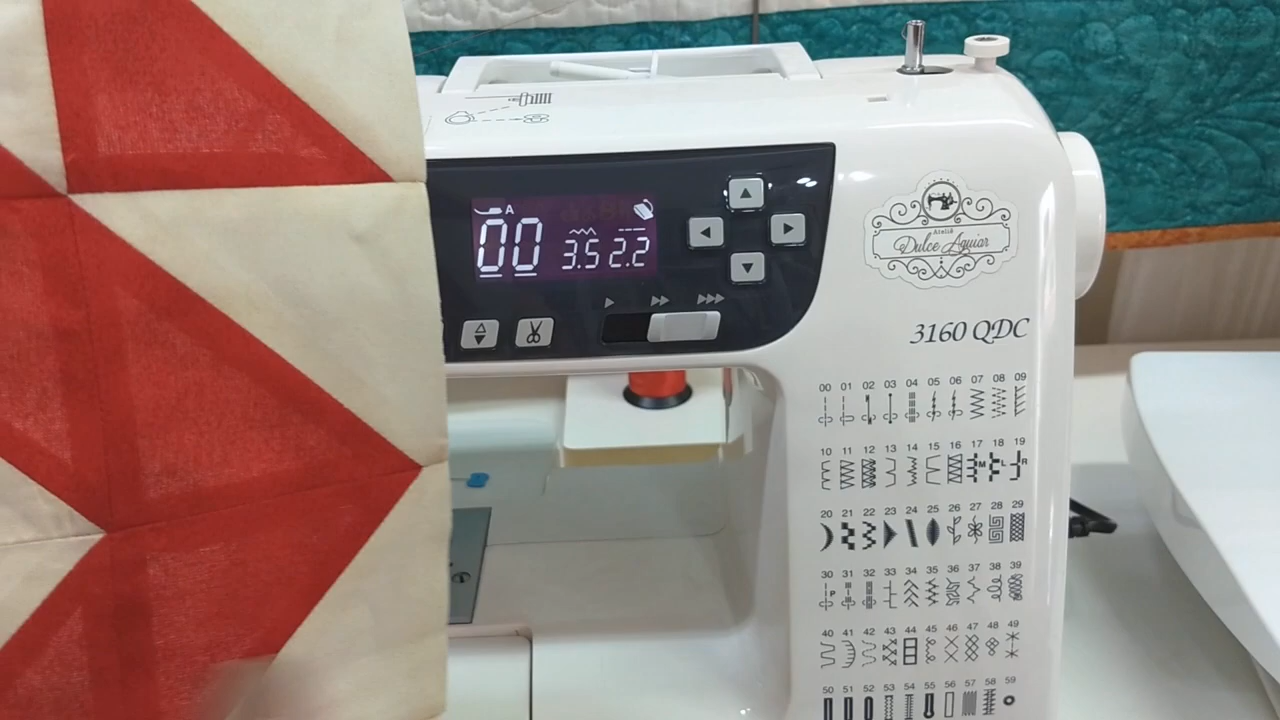 A
00 3.5 2.2
Ateliê
Dulce Aguiar
3160 QDC
00 01 02 03 04 05 06 07 08 09
10 11 12 13 14 15 16 17 18 19
M L R
20 21 22 23 24 25 26 27 28 29
30 31 32 33 34 35 36 37 38 39
P
40 41 42 43 44 45 46 47 48 49
50 51 52 53 54 55 56 57 58 59